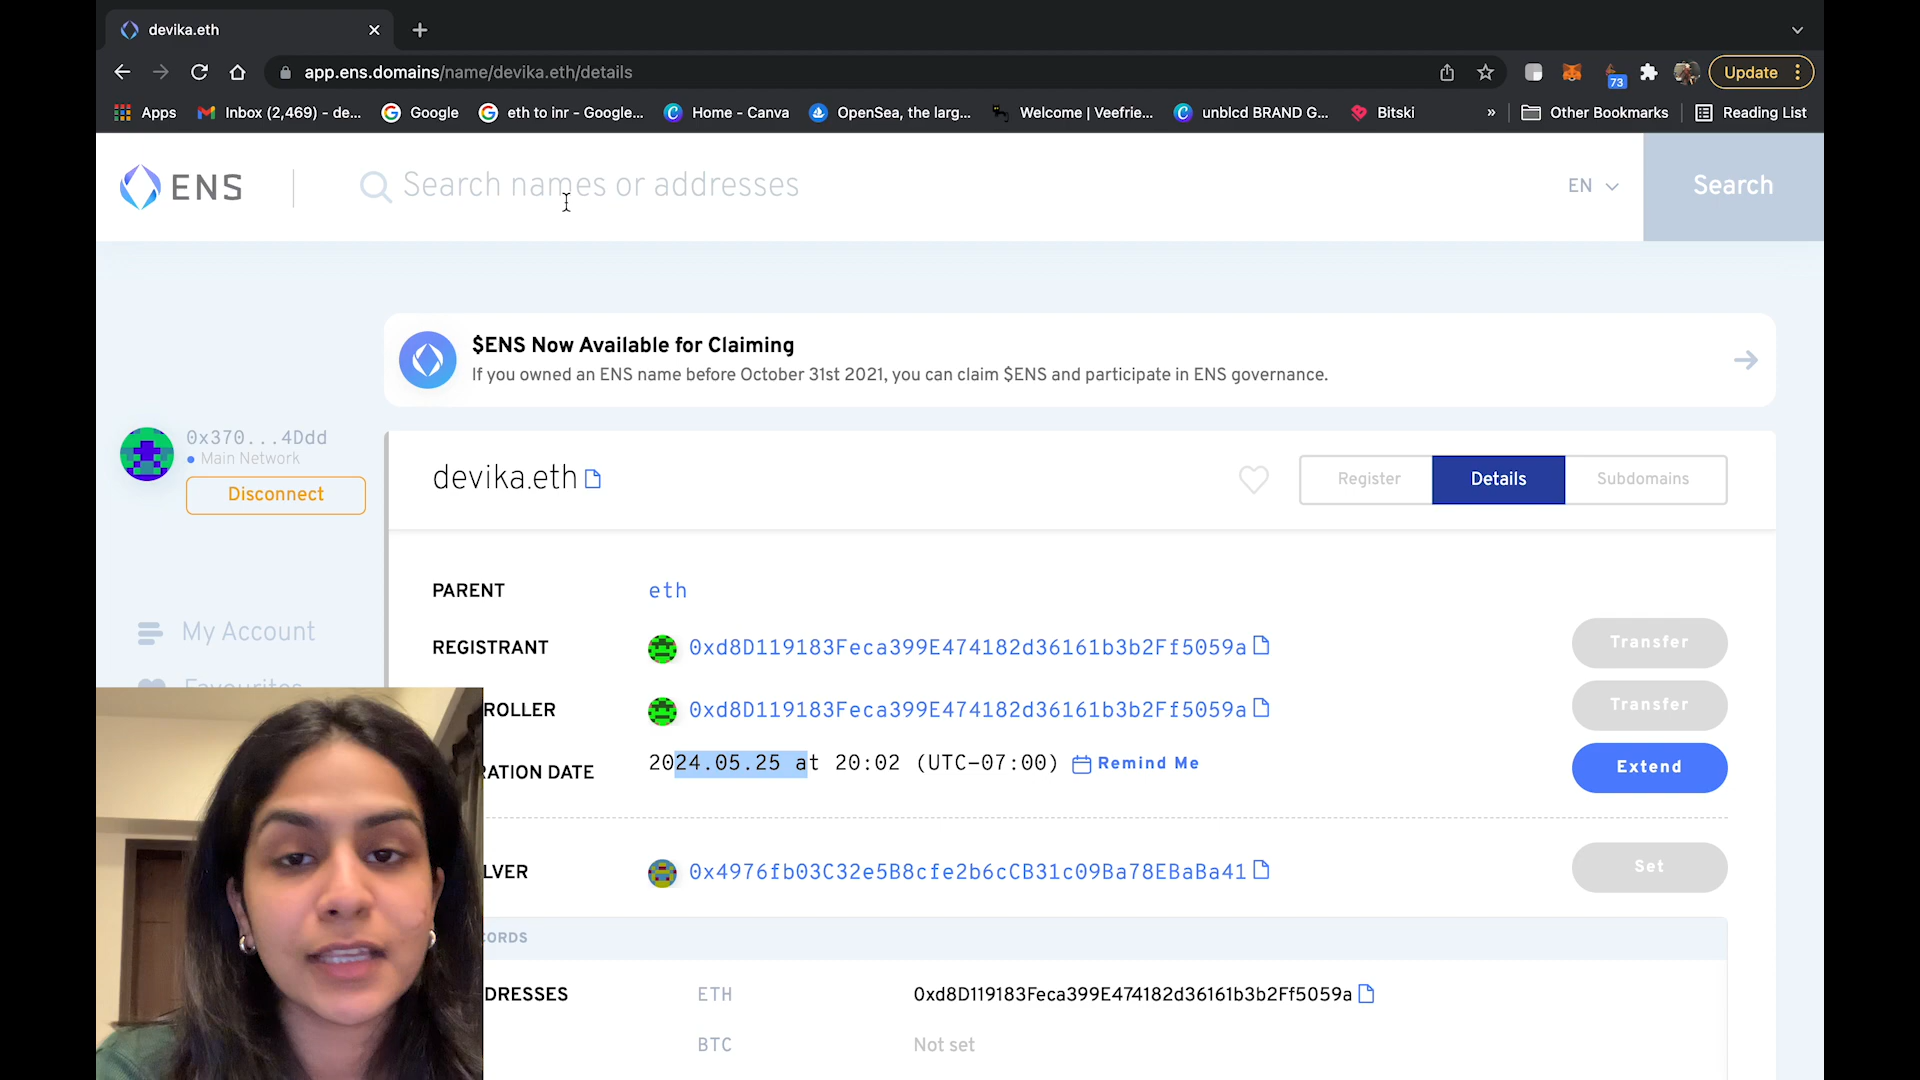 devika.eth
app.ens.domains/name/devika.eth/details
73
Update
Apps
Inbox (2,469) - de...
Google
eth to inr - Google...
Home - Canva
OpenSea, the larg...
Welcome | Veefrie...
unblcd BRAND G...
Bitski
»
Other Bookmarks
Reading List
ENS
Search names or addresses
EN
Search
$ENS Now Available for Claiming
If you owned an ENS name before October 31st 2021, you can claim $ENS and participate in ENS governance.
0x370...4Ddd
Main Network
Disconnect
devika.eth
Register
Details
Subdomains
PARENT
eth
My Account
REGISTRANT
0xd8D119183Feca399E474182d36161b3b2Ff5059a
Transfer
Favourites
ROLLER
0xd8D119183Feca399E474182d36161b3b2Ff5059a
Transfer
RATION DATE
2024.05.25 at 20:02 (UTC-07:00)
Remind Me
Extend
LVER
0x4976fb03C32e5B8cfe2b6cCB31c09Ba78EBaBa41
Set
CORDS
DRESSES
ETH
0xd8D119183Feca399E474182d36161b3b2Ff5059a
BTC
Not set